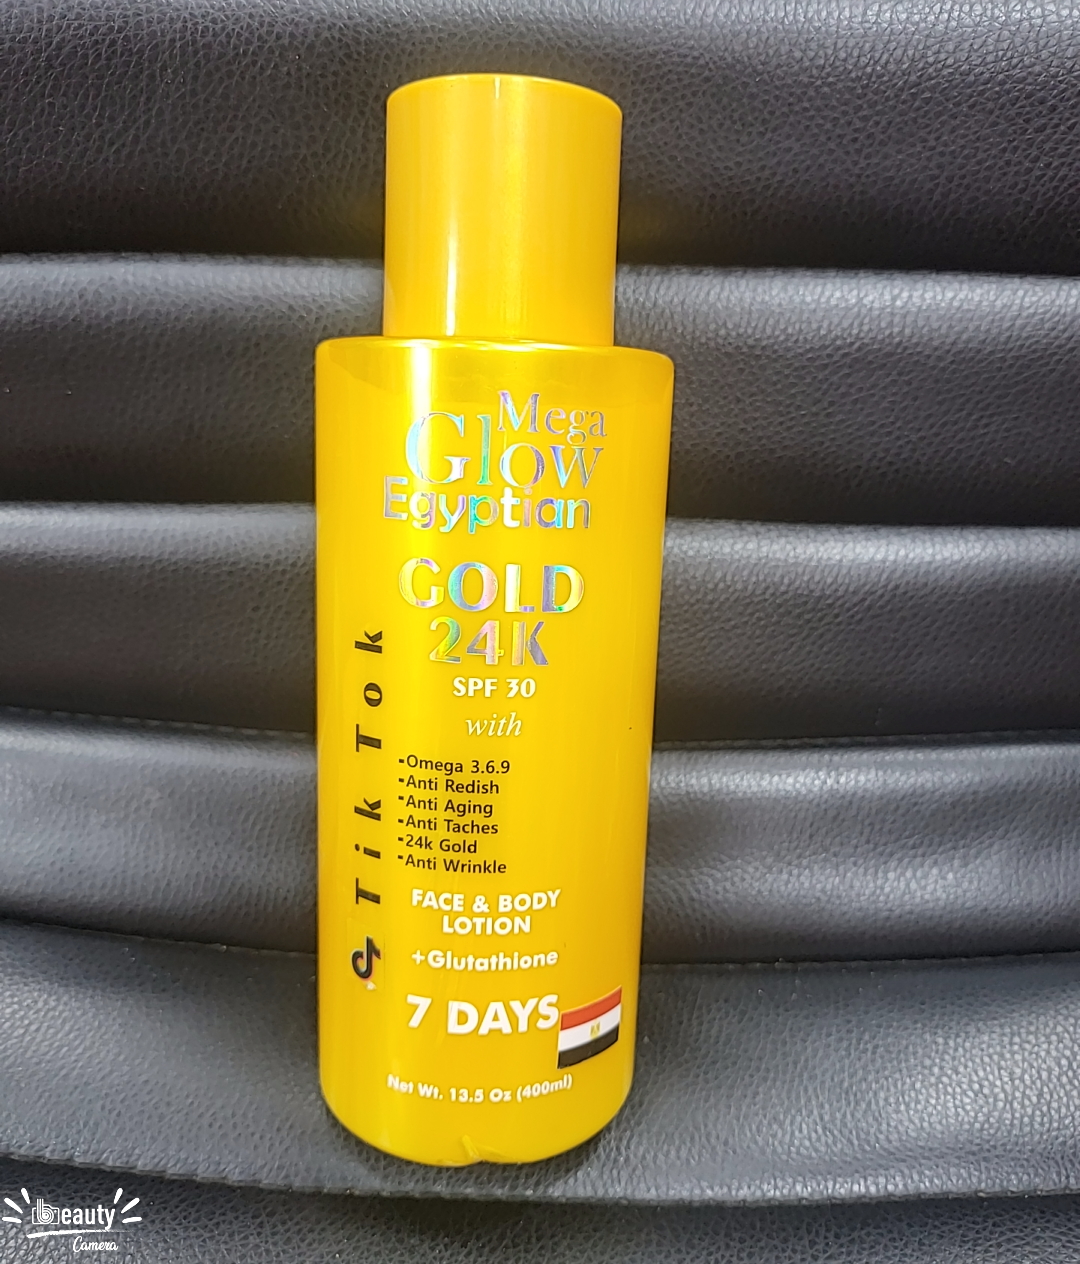 Mega
Glow
Egyptian
GOLD
24K
SPF 30
with
-Omega 3.6.9
-Anti Redish
-Anti Aging
-Anti Taches
-24k Gold
-Anti Wrinkle
FACE & BODY
LOTION
+Glutathione
7 DAYS
Net Wt. 13.5 Oz (400ml)
Tik Tok
beauty
Camera